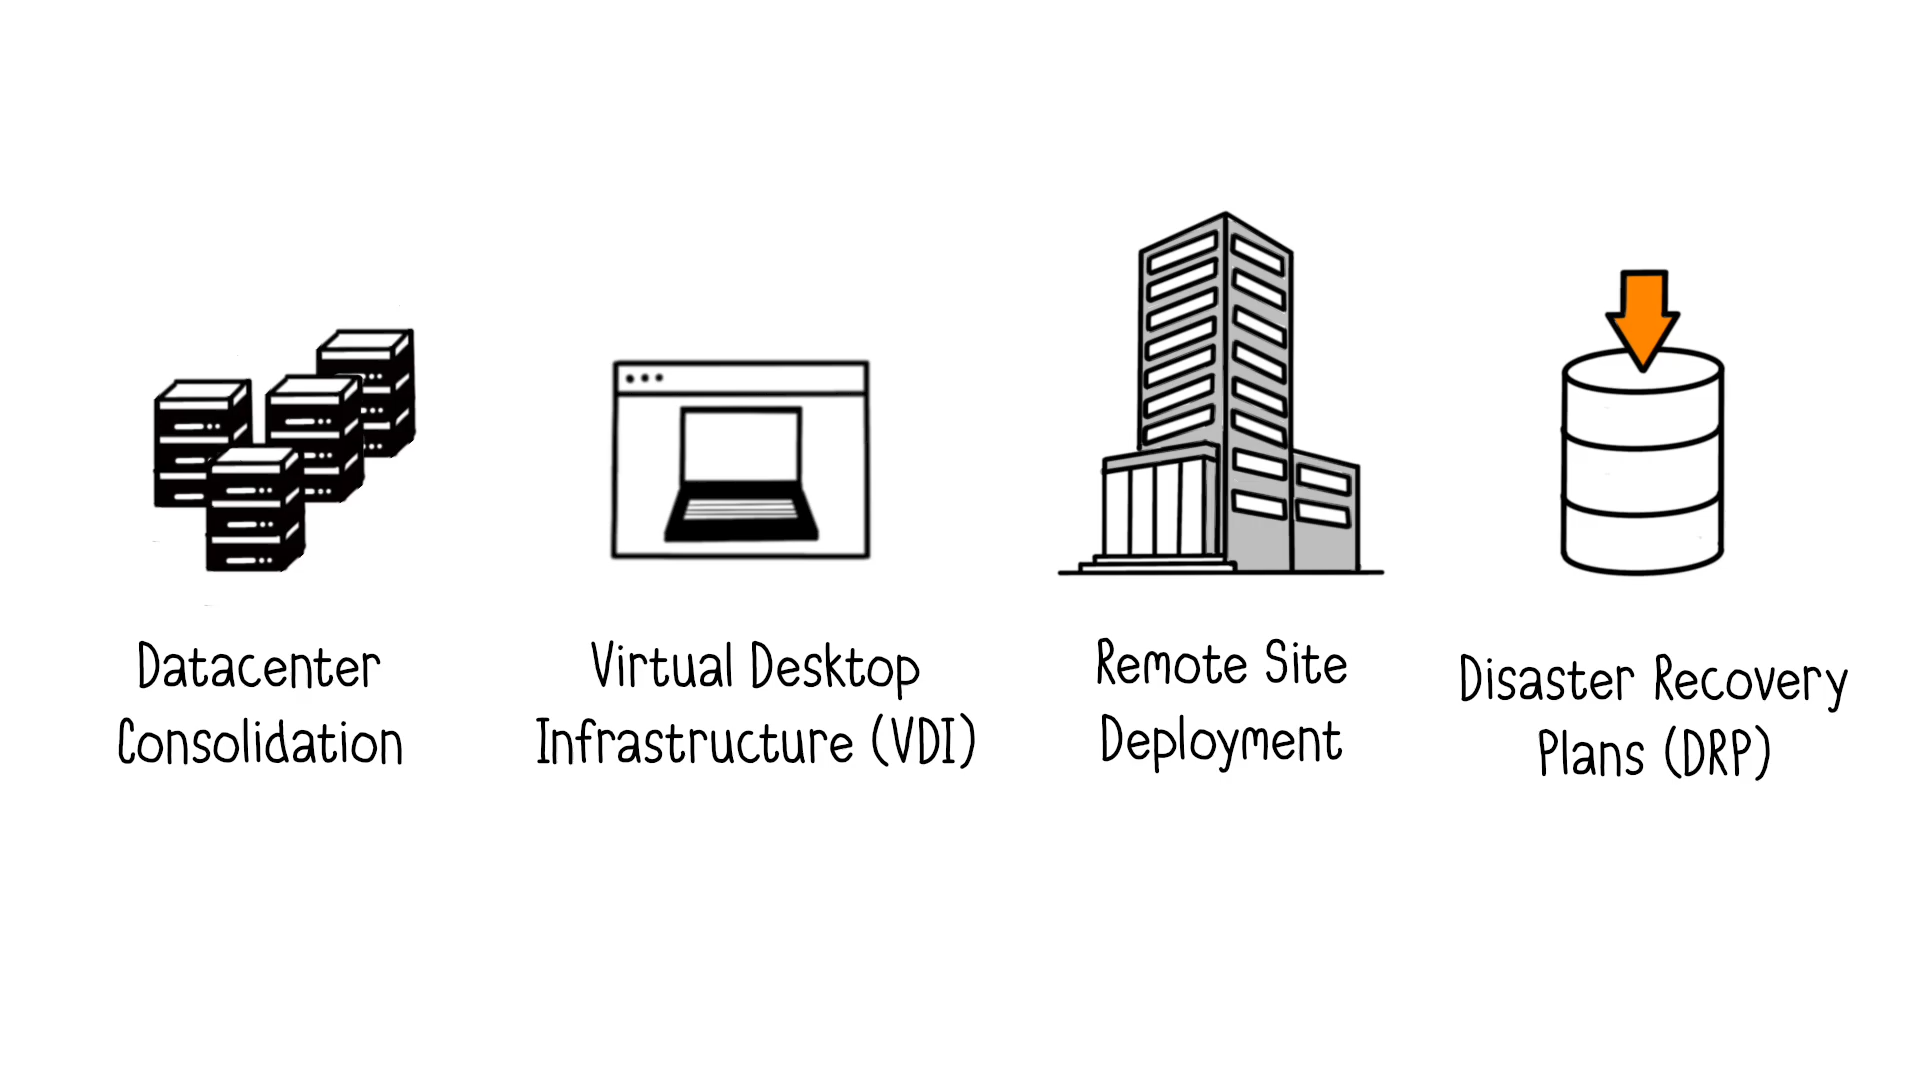 Datacenter
Consolidation
Virtual Desktop
Infrastructure (VDI)
Remote Site
Deployment
Disaster Recovery
Plans (DRP)